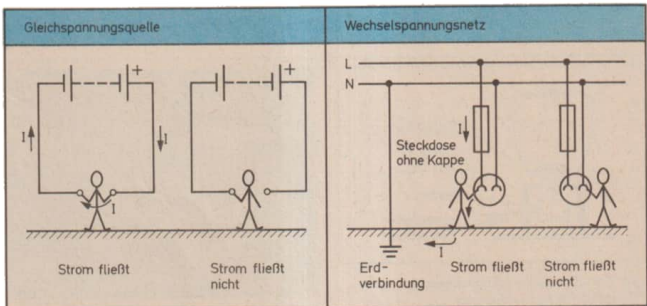 Gleichspannungsquelle
Wechselspannungsnetz
+
+
I
I
I
Strom fließt
Strom fließt
nicht
L
N
I
Steckdose
ohne Kappe
I
Erd-
verbindung
Strom fließt
Strom fließt
nicht